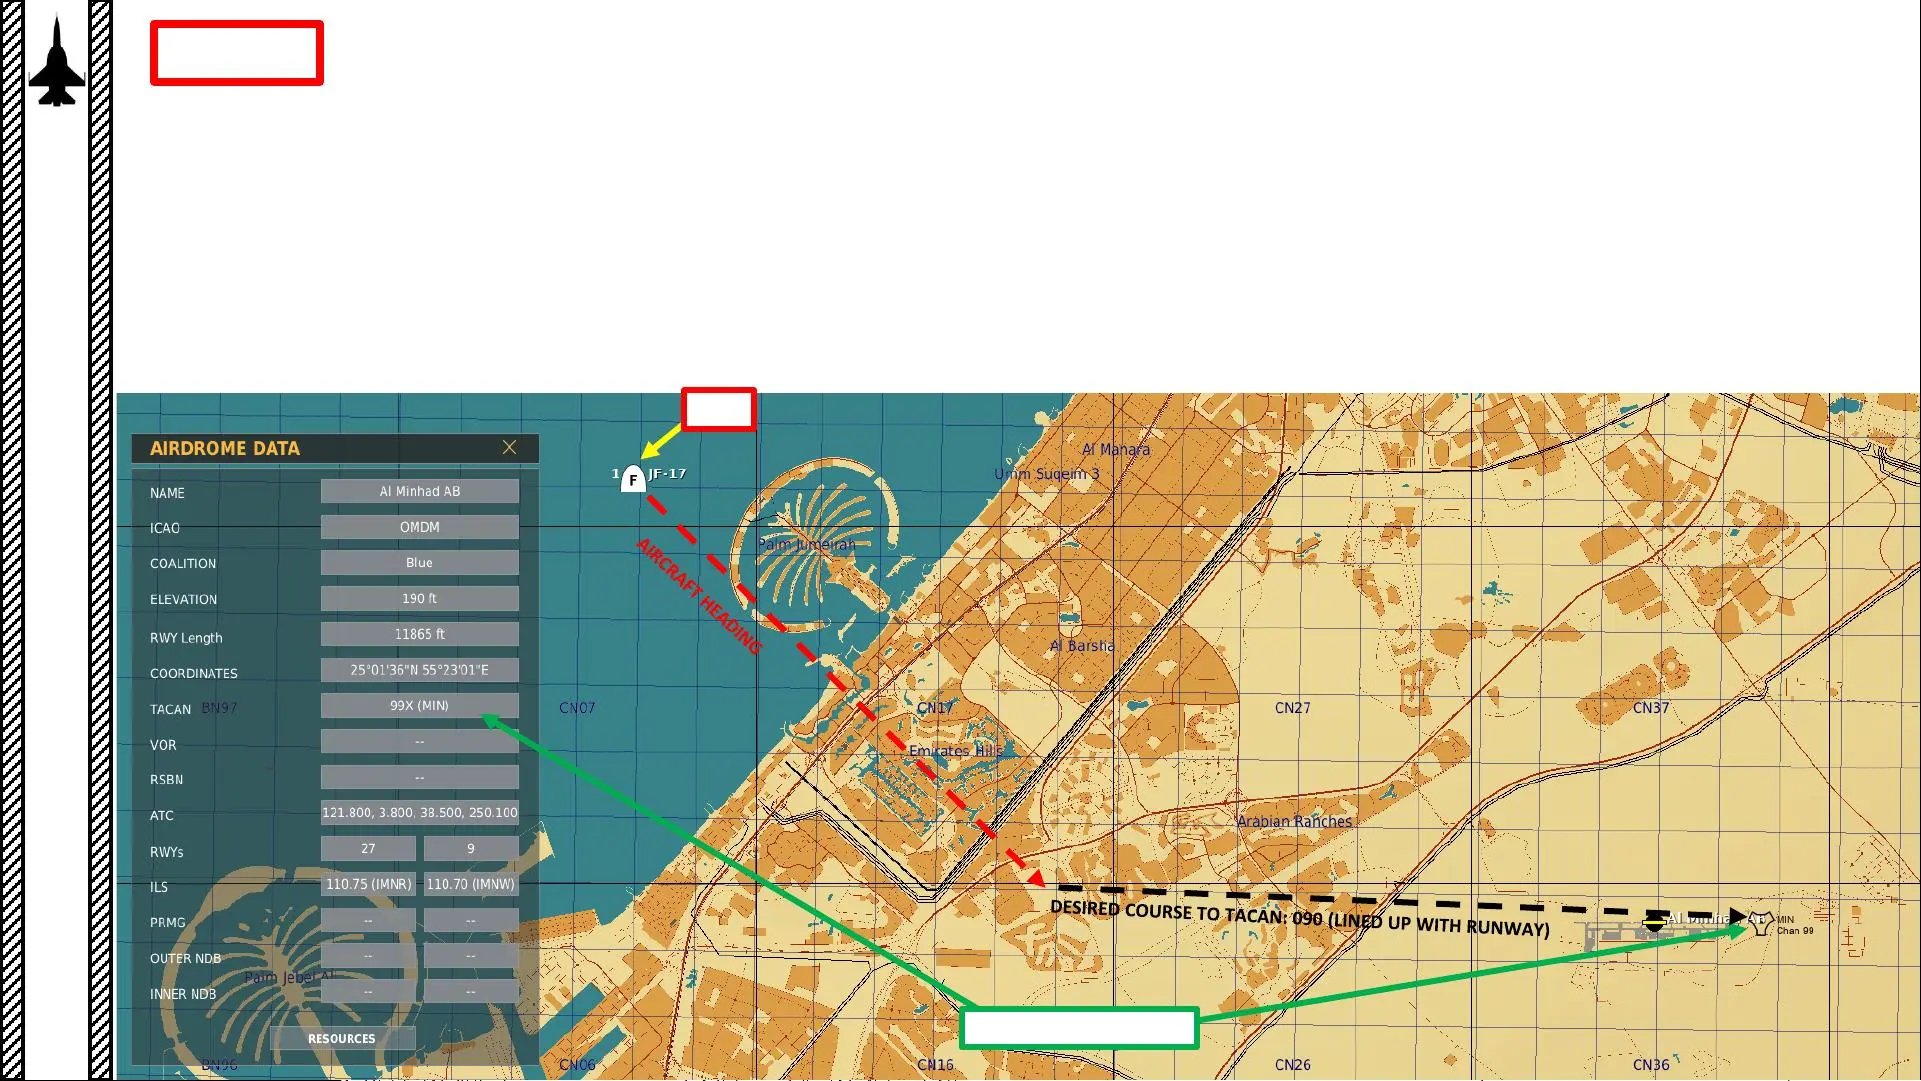 AIRDROME DATA
NAME Al Minhad AB
ICAO OMDM
COALITION Blue
ELEVATION 190 ft
RWY Length 11865 ft
COORDINATES 25°01'36"N 55°23'01"E
TACAN 99X (MIN)
VOR --
RSBN --
ATC 121.800, 3.800, 38.500, 250.100
RWYs 27 9
ILS 110.75 (IMNR) 110.70 (IMNW)
PRMG -- --
OUTER NDB -- --
INNER NDB -- --
RESOURCES
BN97
Palm Jebel Al
BN96
1 F JF-17
AIRCRAFT HEADING
Al Manara
Umm Suqeim 3
Palm Jumeirah
Al Barsha
CN07
CN17
CN27
CN37
Emirates Hills
Arabian Ranches
DESIRED COURSE TO TACAN: 090 (LINED UP WITH RUNWAY)
Al Minhad AB
MIN
Chan 99
CN06
CN16
CN26
CN36